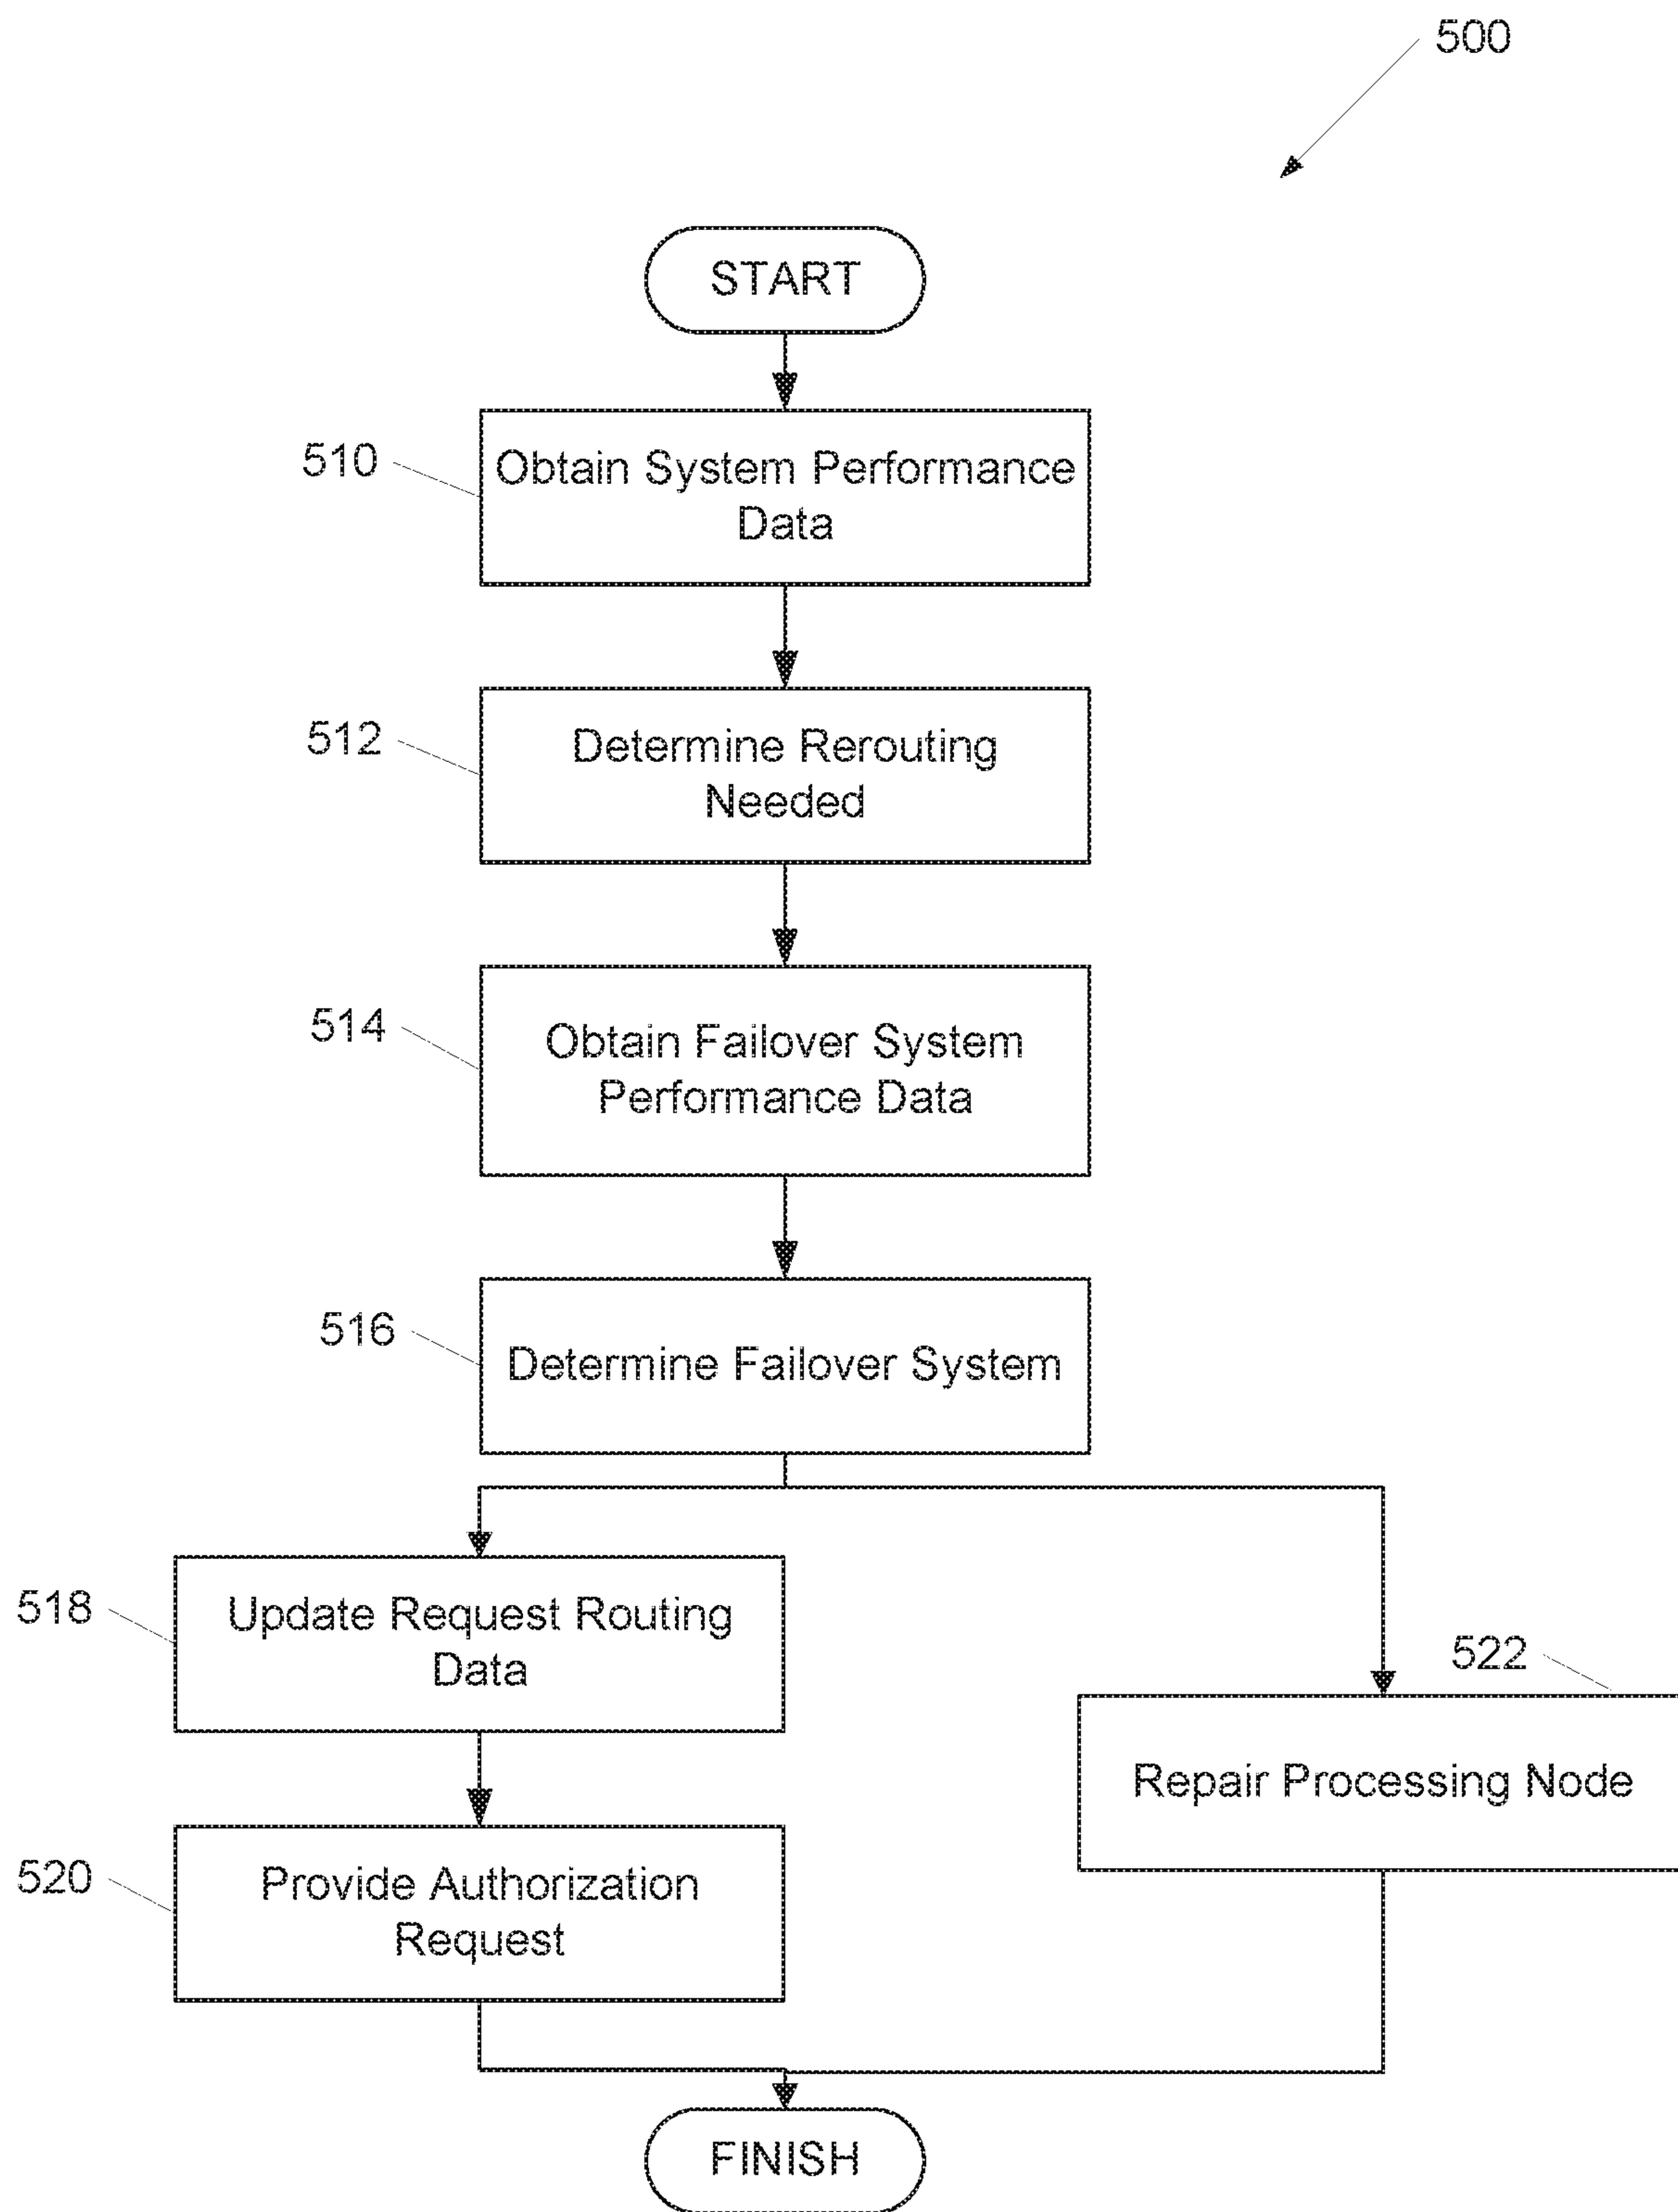 500
START
510
Obtain System Performance
Data
512
Determine Rerouting
Needed
514
Obtain Failover System
Performance Data
516
Determine Failover System
518
Update Request Routing
Data
522
Repair Processing Node
520
Provide Authorization
Request
FINISH